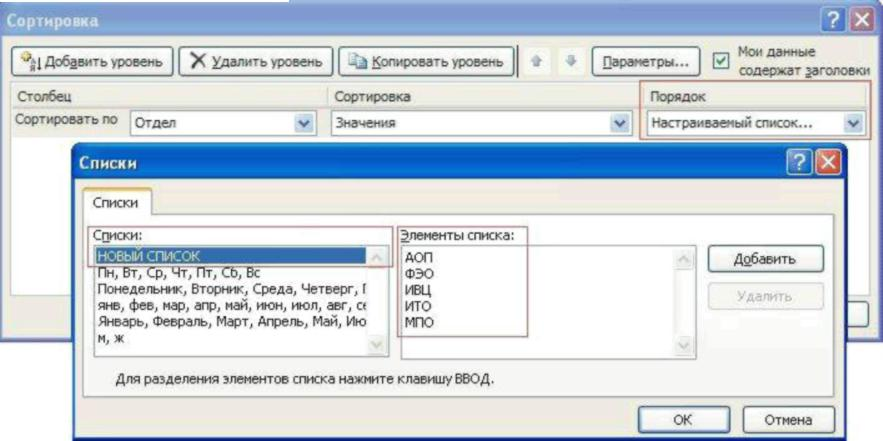 Сортировка
Добавить уровень Удалить уровень Копировать уровень Параметры... Мои данные содержат заголовки
Столбец Сортировка Порядок
Сортировать по Отдел Значения Настраиваемый список...
Списки
Списки
Списки: Элементы списка:
НОВЫЙ СПИСОК
Пн, Вт, Ср, Чт, Пт, Сб, Вс
Понедельник, Вторник, Среда, Четверг, Г
янв, фев, мар, апр, май, июн, июл, авг, се
Январь, Февраль, Март, Апрель, Май, Ию
м, ж
АОП
ФЭО
ИВЦ
ИТО
МПО
Добавить
Удалить
Для разделения элементов списка нажмите клавишу ВВОД.
ОК Отмена